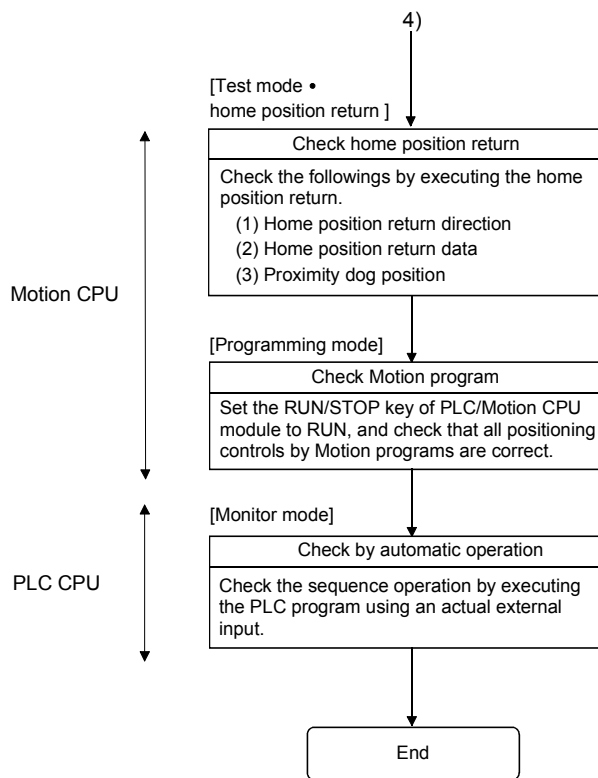 4)
[Test mode •
home position return ]
Check home position return
Check the followings by executing the home
position return.
(1) Home position return direction
(2) Home position return data
(3) Proximity dog position
Motion CPU
[Programming mode]
Check Motion program
Set the RUN/STOP key of PLC/Motion CPU
module to RUN, and check that all positioning
controls by Motion programs are correct.
[Monitor mode]
Check by automatic operation
PLC CPU
Check the sequence operation by executing
the PLC program using an actual external
input.
End